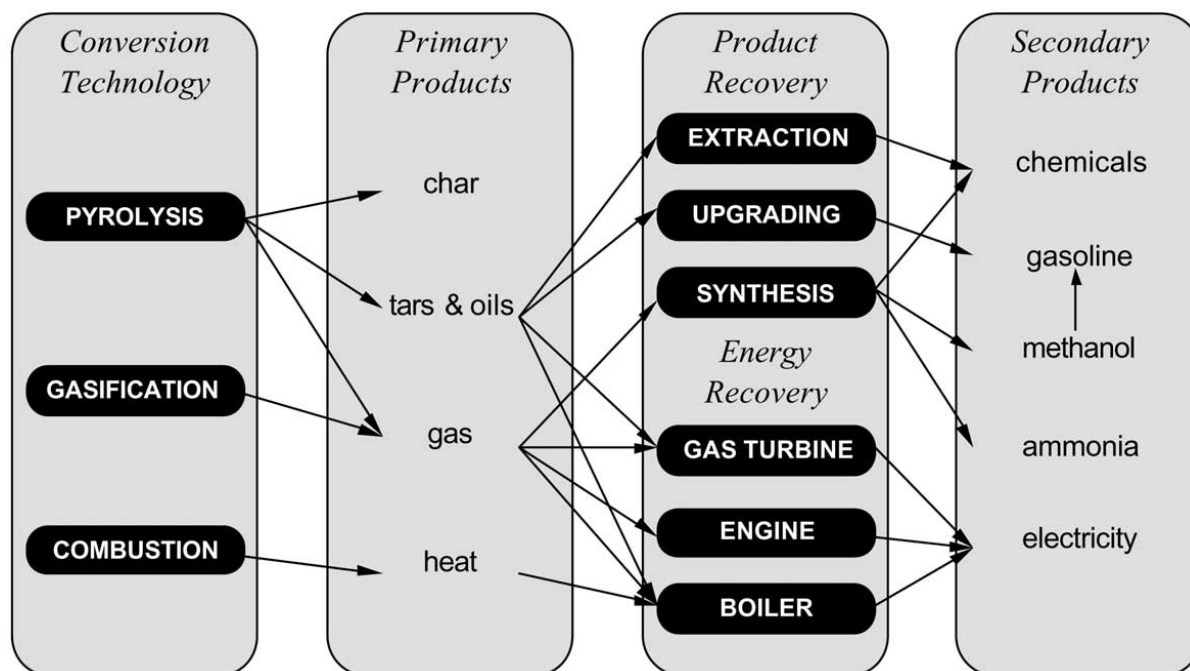 Conversion
Technology
PYROLYSIS
GASIFICATION
COMBUSTION
Primary
Products
char
tars & oils
gas
heat
Product
Recovery
EXTRACTION
UPGRADING
SYNTHESIS
Energy
Recovery
GAS TURBINE
ENGINE
BOILER
Secondary
Products
chemicals
gasoline
methanol
ammonia
electricity